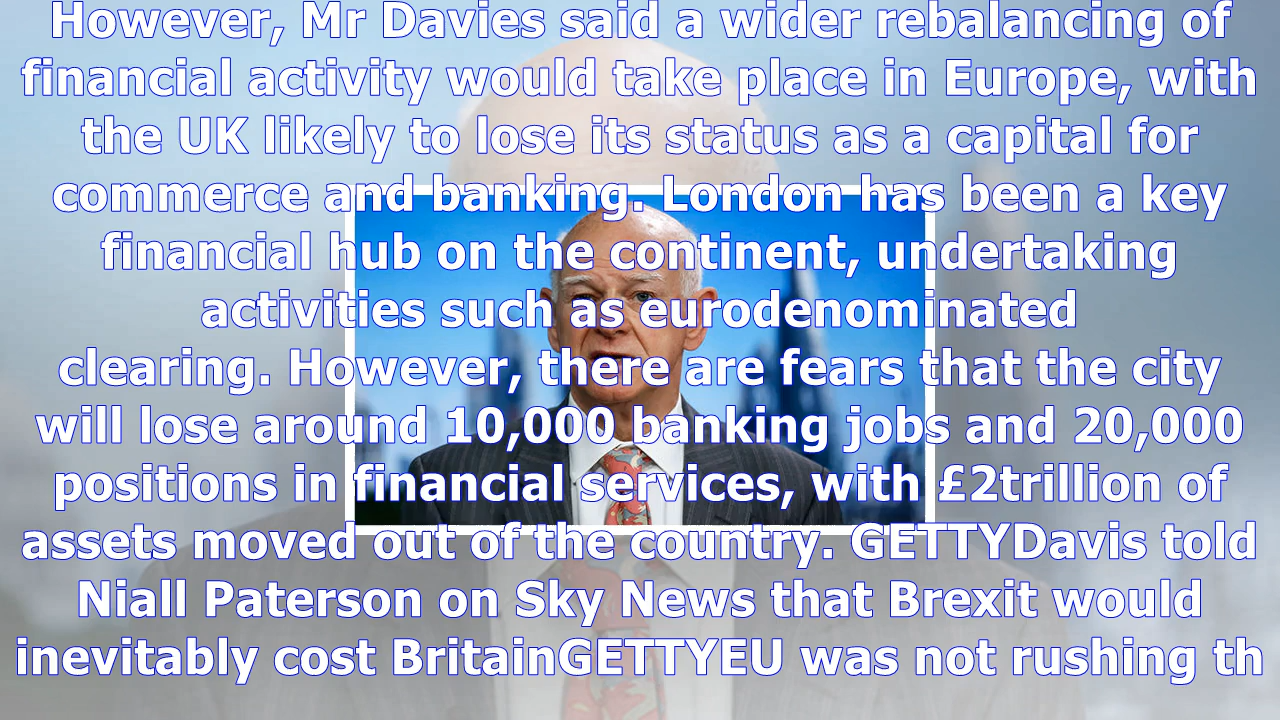 However, Mr Davies said a wider rebalancing of
financial activity would take place in Europe, with
the UK likely to lose its status as a capital for
commerce and banking. London has been a key
financial hub on the continent, undertaking
activities such as eurodenominated
clearing. However, there are fears that the city
will lose around 10,000 banking jobs and 20,000
positions in financial services, with £2trillion of
assets moved out of the country. GETTYDavis told
Niall Paterson on Sky News that Brexit would
inevitably cost BritainGETTYEU was not rushing th